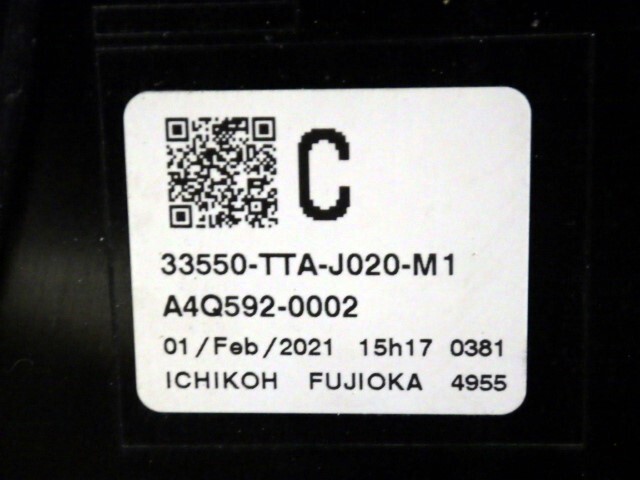 C
33550-TTA-J020-M1
A4Q592-0002
01/Feb/2021 15h17 0381
ICHIKOH FUJIOKA 4955